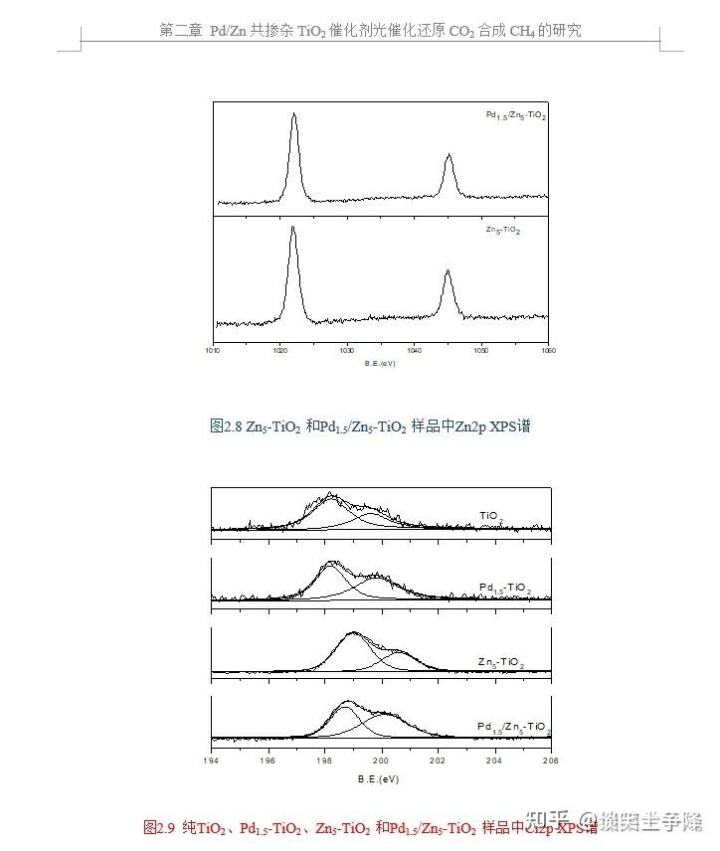 第二章 Pd/Zn 共掺杂 TiO2 催化剂光催化还原 CO2 合成 CH4 的研究
Pd1.5/Zn5-TiO2
Zn5-TiO2
1010 1020 1030 1040 1050 1060
B.E.(eV)
图2.8 Zn5-TiO2 和Pd1.5/Zn5-TiO2 样品中Zn2p XPS谱
TiO2
Pd1.5-TiO2
Zn5-TiO2
Pd1.5/Zn5-TiO2
194 196 198 200 202 204 206
B.E.(eV)
图2.9 纯TiO2、Pd1.5-TiO2、Zn5-TiO2 和Pd1.5/Zn5-TiO2 样品中 XPS谱
知乎